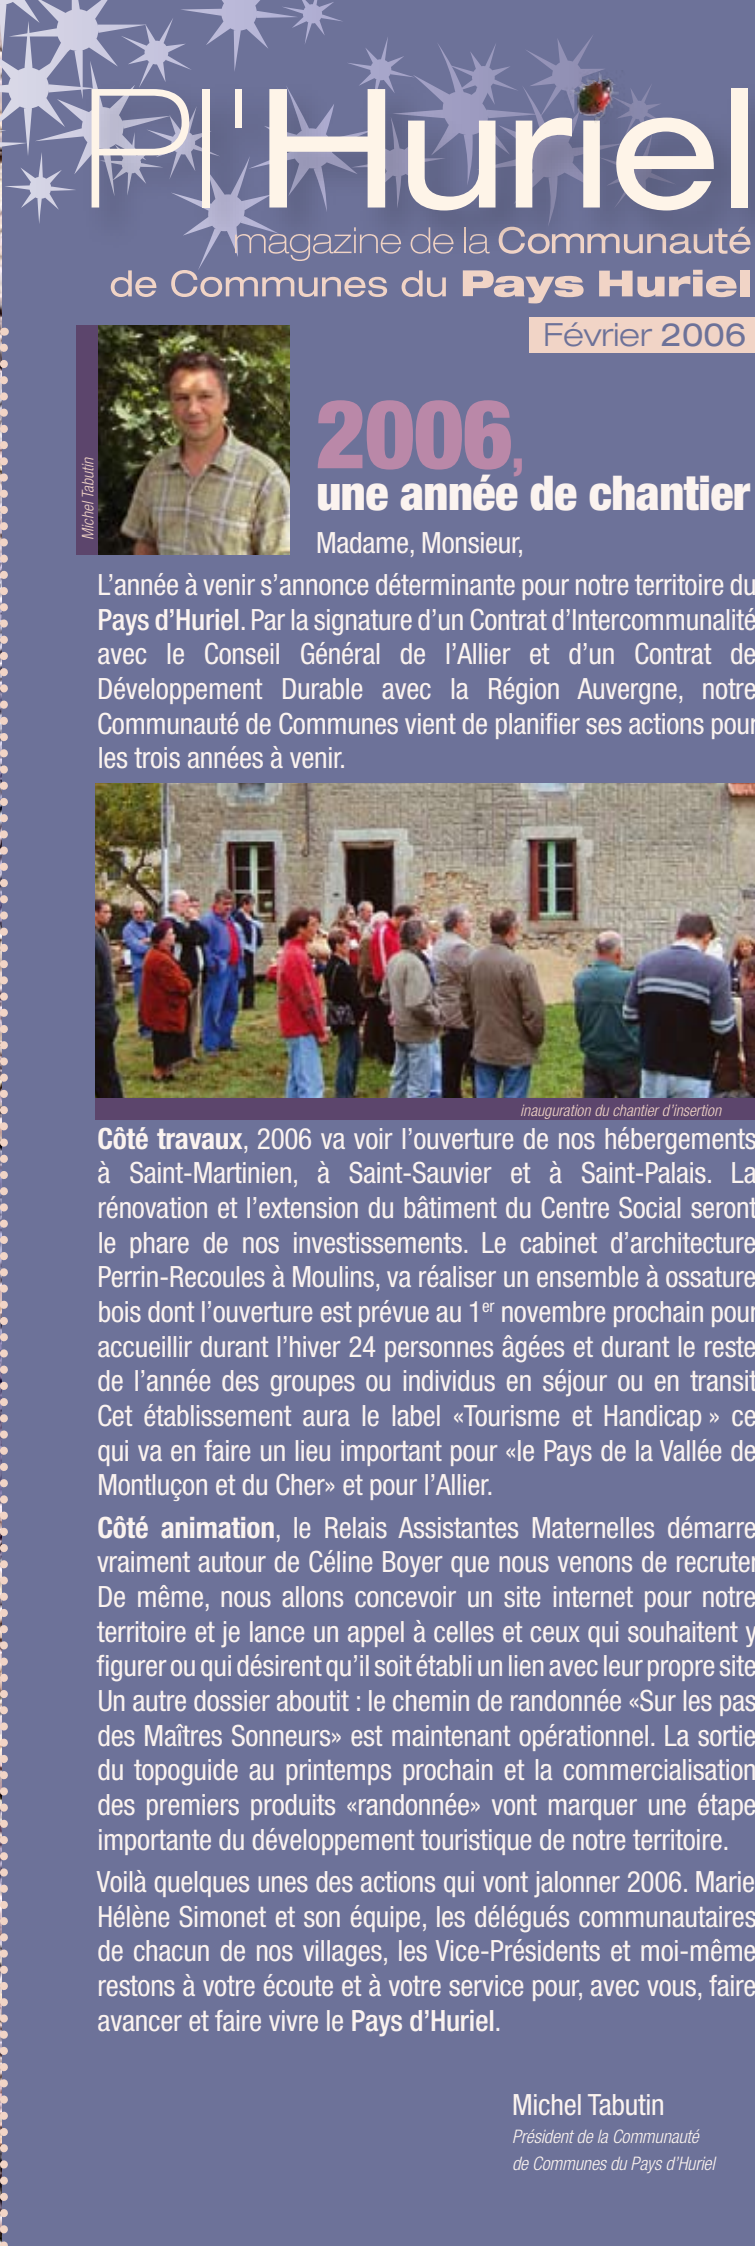 Pl'Huriel
magazine de la Communauté
de Communes du Pays Huriel
Février 2006
Michel Tabutin
2006,
une année de chantier
Madame, Monsieur,
L'année à venir s'annonce déterminante pour notre territoire du
Pays d'Huriel. Par la signature d'un Contrat d'Intercommunalité
avec le Conseil Général de l'Allier et d'un Contrat de
Développement Durable avec la Région Auvergne, notre
Communauté de Communes vient de planifier ses actions pour
les trois années à venir.
inauguration du chantier d'insertion
Côté travaux, 2006 va voir l'ouverture de nos hébergements
à Saint-Martinien, à Saint-Sauvier et à Saint-Palais. La
rénovation et l'extension du bâtiment du Centre Social seront
le phare de nos investissements. Le cabinet d'architecture
Perrin-Recoules à Moulins, va réaliser un ensemble à ossature
bois dont l'ouverture est prévue au 1er novembre prochain pour
accueillir durant l'hiver 24 personnes âgées et durant le reste
de l'année des groupes ou individus en séjour ou en transit
Cet établissement aura le label «Tourisme et Handicap » ce
qui va en faire un lieu important pour «le Pays de la Vallée de
Montluçon et du Cher» et pour l'Allier.
Côté animation, le Relais Assistantes Maternelles démarre
vraiment autour de Céline Boyer que nous venons de recruter
De même, nous allons concevoir un site internet pour notre
territoire et je lance un appel à celles et ceux qui souhaitent y
figurer ou qui désirent qu'il soit établi un lien avec leur propre site
Un autre dossier aboutit : le chemin de randonnée «Sur les pas
des Maîtres Sonneurs» est maintenant opérationnel. La sortie
du topoguide au printemps prochain et la commercialisation
des premiers produits «randonnée» vont marquer une étape
importante du développement touristique de notre territoire.
Voilà quelques unes des actions qui vont jalonner 2006. Marie
Hélène Simonet et son équipe, les délégués communautaires
de chacun de nos villages, les Vice-Présidents et moi-même
restons à votre écoute et à votre service pour, avec vous, faire
avancer et faire vivre le Pays d'Huriel.
Michel Tabutin
Président de la Communauté
de Communes du Pays d'Huriel